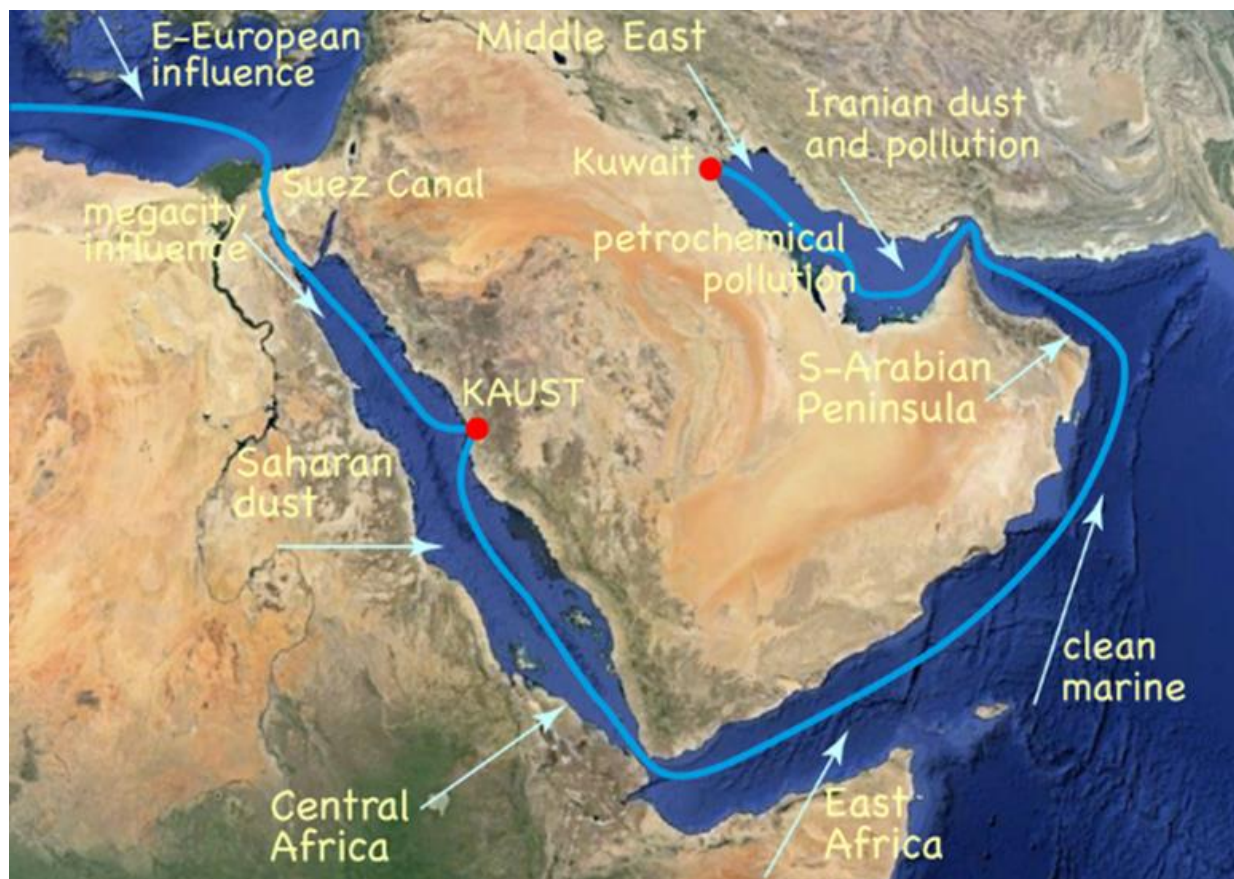 E-European
influence
Middle East
Iranian dust
and pollution
Kuwait
Suez Canal
megacity
influence
petrochemical
pollution
S-Arabian
Peninsula
KAUST
Saharan
dust
clean
marine
Central
Africa
East
Africa